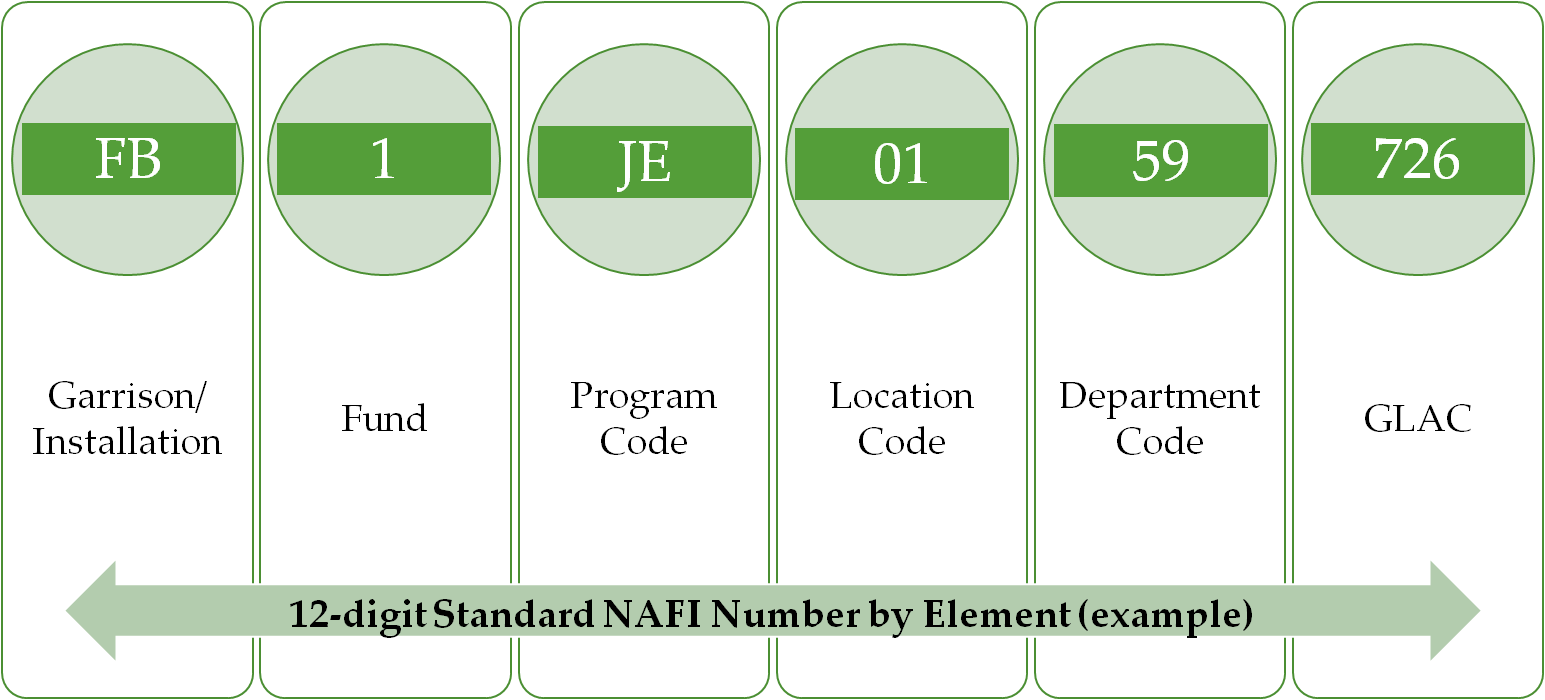 FB
1
JE
01
59
726
Garrison/
Installation
Fund
Program
Code
Location
Code
Department
Code
GLAC
12-digit Standard NAFI Number by Element (example)